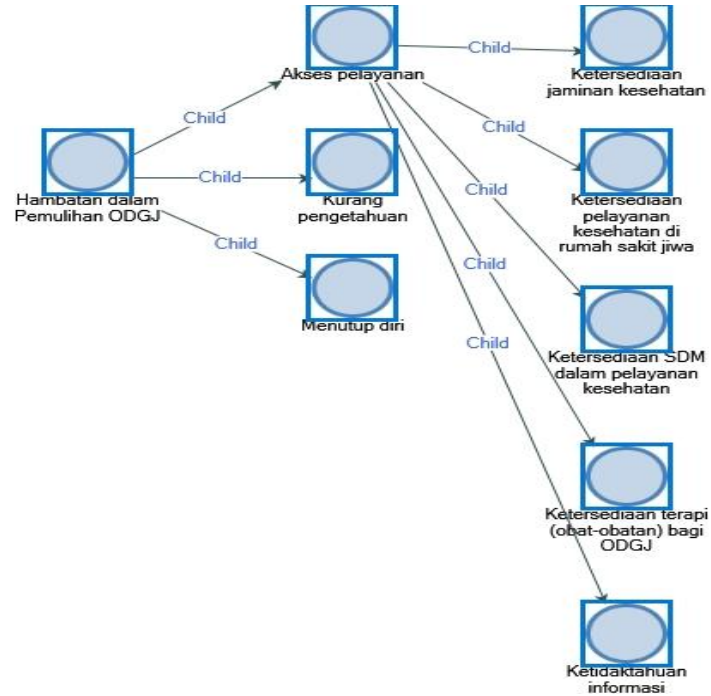 Child
Akses pelayanan
Child
Ketersediaan
jaminan kesehatan
Child
Hambatan dalam
Pemulihan ODGJ
Child
Kurang
pengetahuan
Child
Ketersediaan
pelayanan
kesehatan di
rumah sakit jiwa
Child
Menutup diri
Child
Ketersediaan SDM
dalam pelayanan
kesehatan
Child
Ketersediaan terapi
(obat-obatan) bagi
ODGJ
Child
Ketidaktahuan
informasi